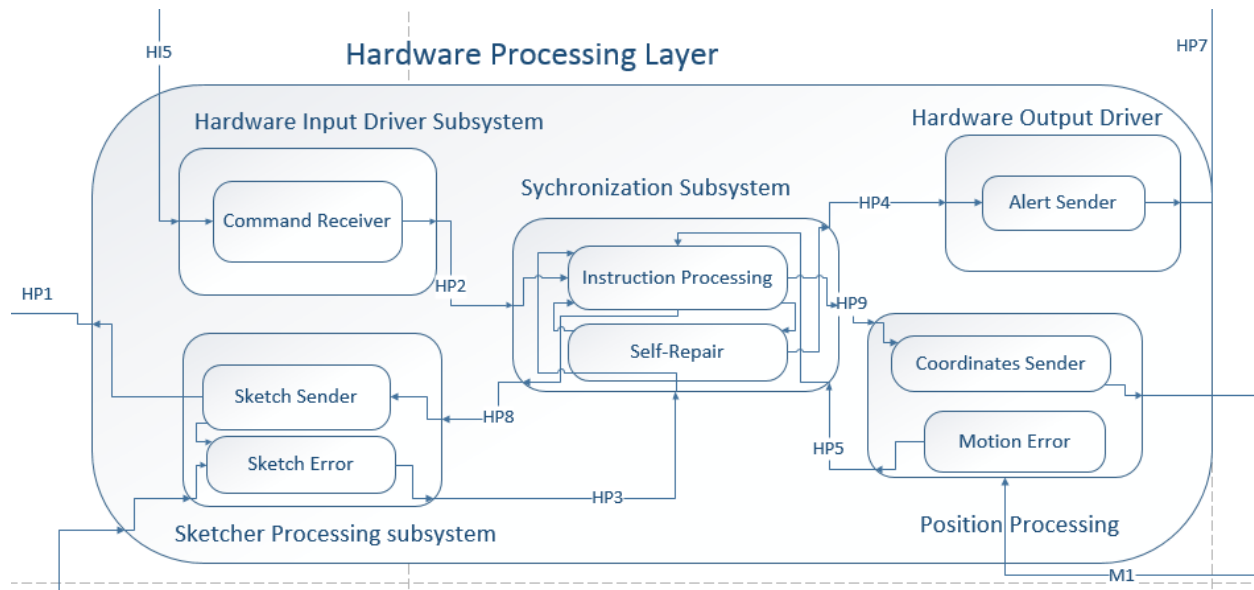 HI5
Hardware Processing Layer
HP7
Hardware Input Driver Subsystem
Hardware Output Driver
Sychronization Subsystem
Command Receiver
Alert Sender
HP4
Instruction Processing
HP2
HP1
HP9
Self-Repair
Coordinates Sender
Sketch Sender
HP8
Motion Error
HP5
Sketch Error
HP3
Sketcher Processing subsystem
Position Processing
M1